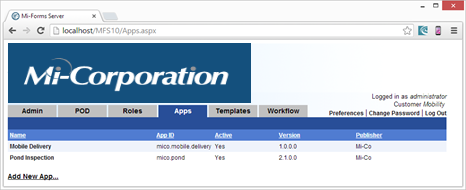 Mi-Forms Server
localhost/MFS10/Apps.aspx
Mi-Corporation
Logged in as administrator
Customer Mobility
Admin POD Roles Apps Templates Workflow
Preferences | Change Password | Log Out
Name App ID Active Version Publisher
Mobile Delivery mico.mobile.delivery Yes 1.0.0.0 Mi-Co
Pond Inspection mico.pond Yes 2.1.0.0 Mi-Co
Add New App...